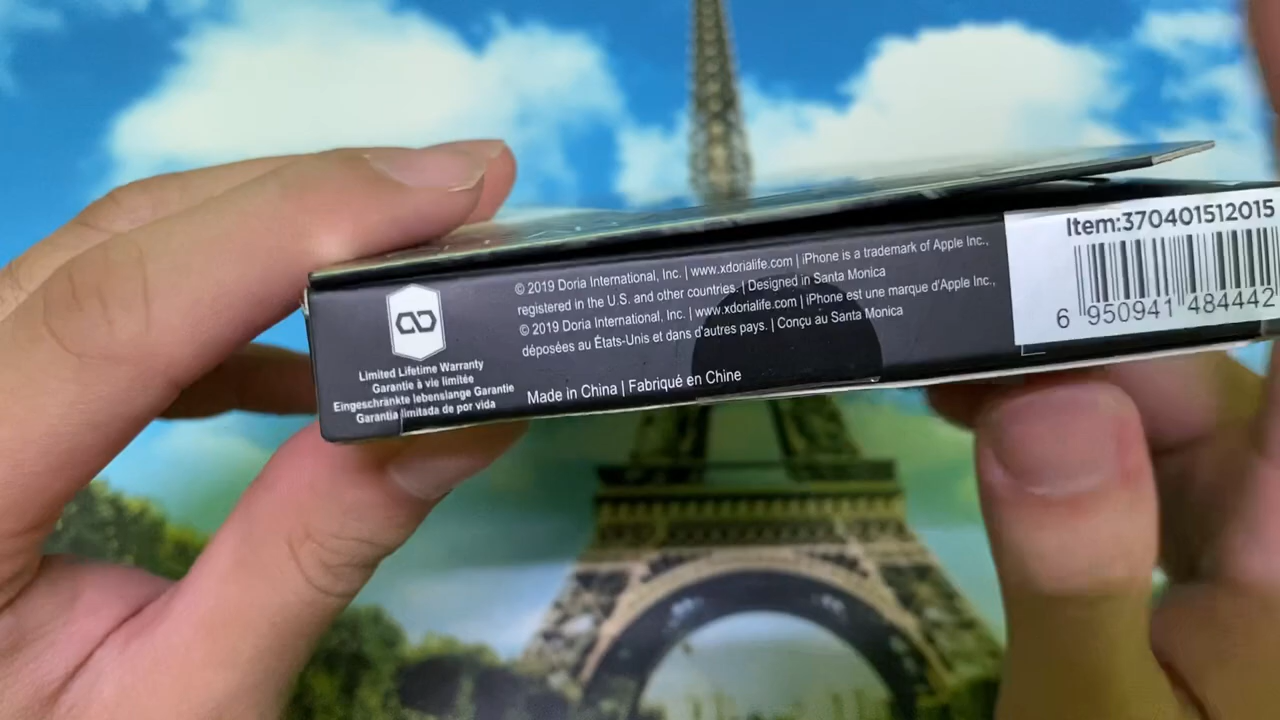 Limited Lifetime Warranty
Garantie à vie limitée
Eingeschränkte lebenslange Garantie
Garantia limitada de por vida
© 2019 Doria International, Inc. | www.xdorialife.com | iPhone is a trademark of Apple Inc.,
registered in the U.S. and other countries. | Designed in Santa Monica
© 2019 Doria International, Inc. | www.xdorialife.com | iPhone est une marque d'Apple Inc.,
déposées au États-Unis et dans d'autres pays. | Conçu au Santa Monica
Made in China | Fabriqué en Chine
Item:370401512015
6 950941 484442